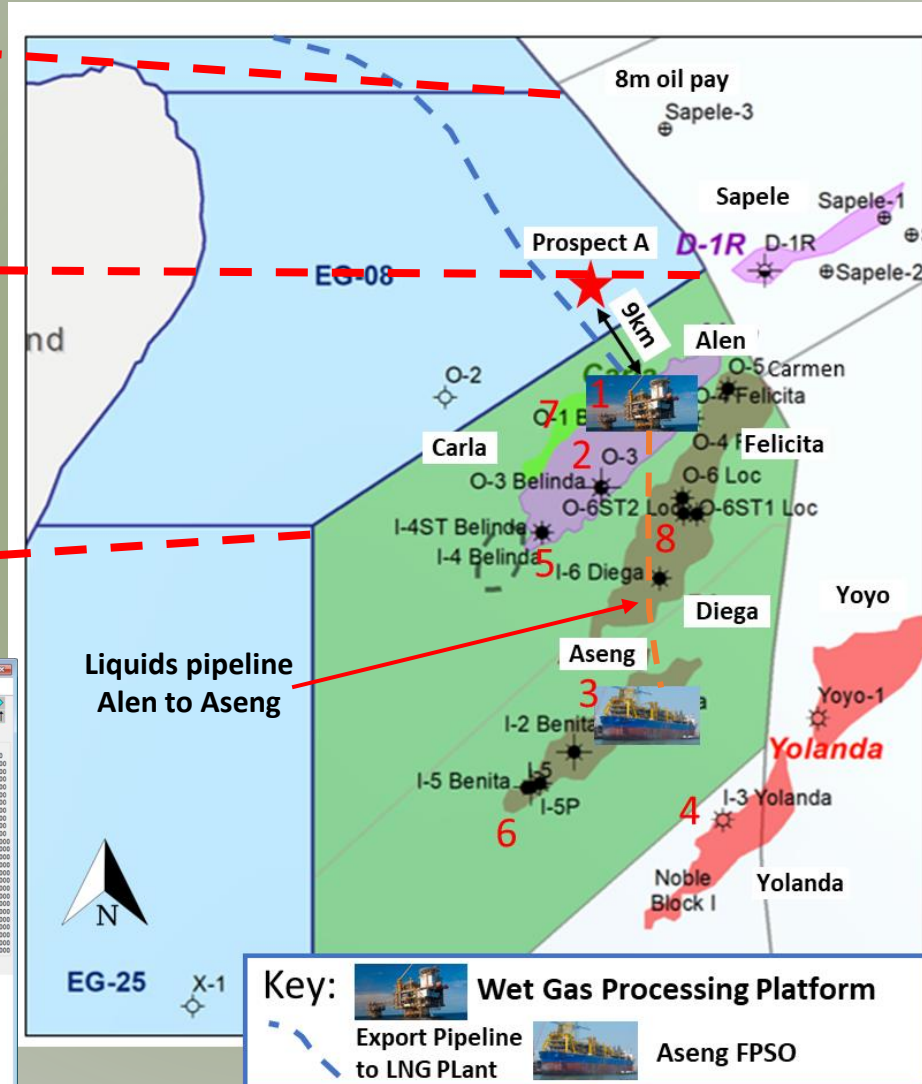 8m oil pay
Sapele-3
Sapele
Sapele-1
Prospect A
D-1R
D-1R
Sapele-2
EG-08
nd
9km
Alen
O-2
O-5 Carmen
1
O-4 Felicita
7
O-1 B
Carla
2
O-3
O-4 F
Felicita
O-3 Belinda
O-6 Loc
O-6ST2 Loc
O-6ST1 Loc
I-4ST Belinda
8
I-4 Belinda
5
I-6 Diega
Diega
Yoyo
Liquids pipeline
Alen to Aseng
Aseng
3
Yoyo-1
I-2 Benita
a
Yolanda
I-5 Benita
I-5
I-5P
4
I-3 Yolanda
6
Noble
Block I
Yolanda
N
EG-25
X-1
Key:
Wet Gas Processing Platform
Export Pipeline
to LNG PLant
Aseng FPSO